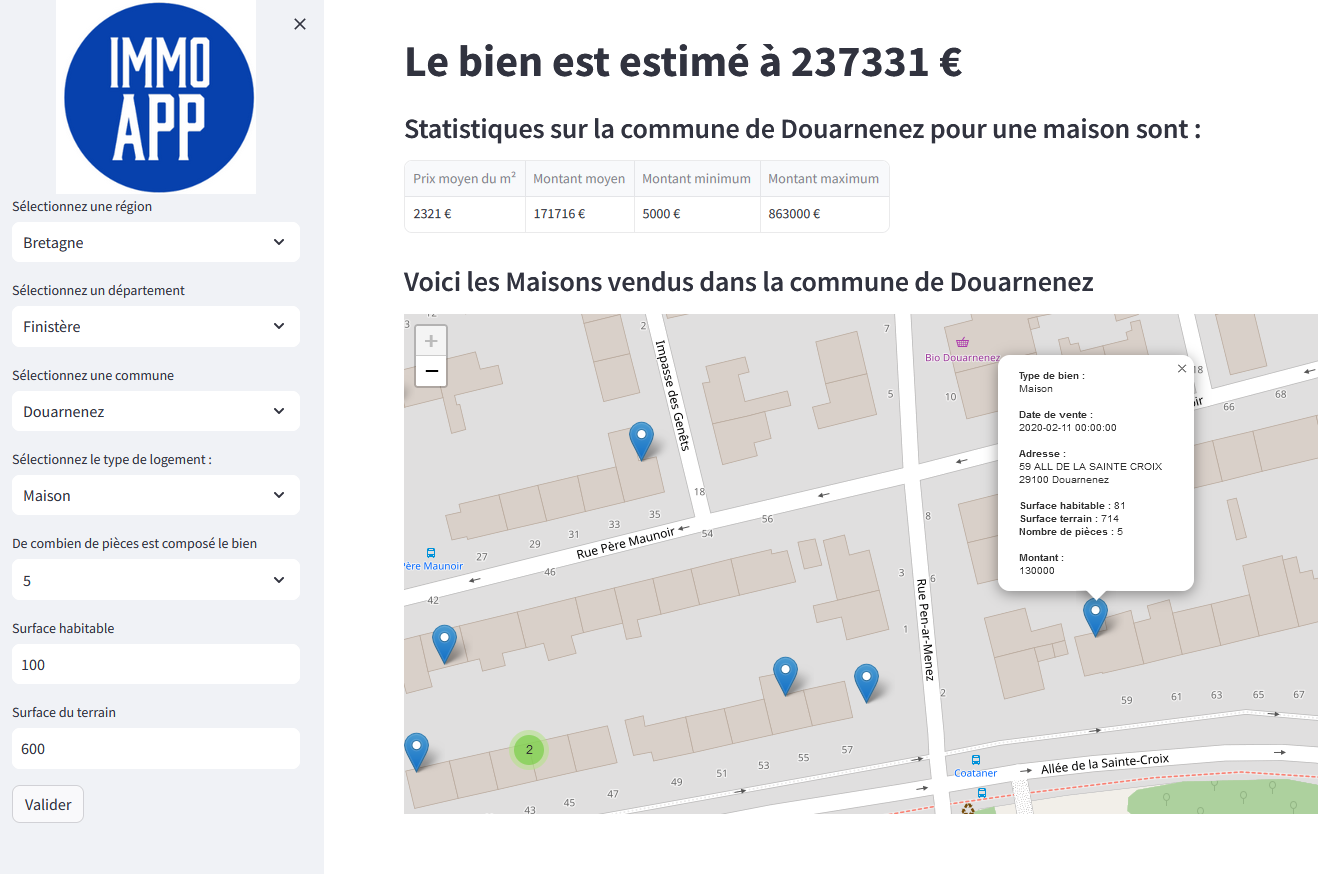 IMMO
APP
Sélectionnez une région
Bretagne
Sélectionnez un département
Finistère
Sélectionnez une commune
Douarnenez
Sélectionnez le type de logement :
Maison
De combien de pièces est composé le bien
5
Surface habitable
100
Surface du terrain
600
Valider
Le bien est estimé à 237331 €
Statistiques sur la commune de Douarnenez pour une maison sont :
Prix moyen du m² Montant moyen Montant minimum Montant maximum
2321 € 171716 € 5000 € 863000 €
Voici les Maisons vendus dans la commune de Douarnenez
+
−
2
7
Impasse des Genêts
Bio Douarnenez
5
10
66
68
18
35
33
31
29
27
54
56
Rue Père Maunoir
Père Maunoir
46
42
8
3
6
1
2
Rue Pen-ar-Menez
Type de bien :
Maison
Date de vente :
2020-02-11 00:00:00
Adresse :
59 ALL DE LA SAINTE CROIX
29100 Douarnenez
Surface habitable : 81
Surface terrain : 714
Nombre de pièces : 5
Montant :
130000
59
61
63
65
67
2
57
55
53
51
49
47
45
43
Coataner
Allée de la Sainte-Croix